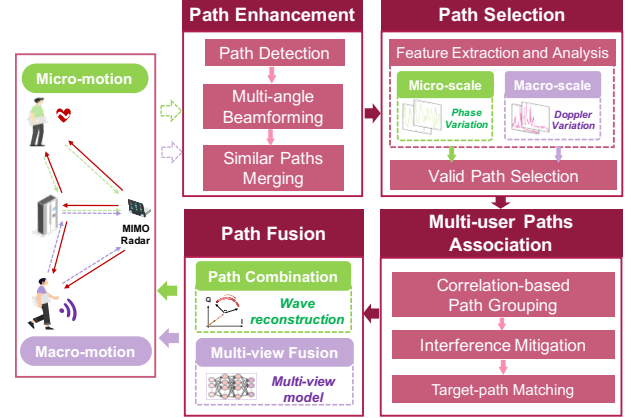 Micro-motion
MIMO
Radar
Macro-motion
Path Enhancement
Path Detection
Multi-angle
Beamforming
Similar Paths
Merging
Path Selection
Feature Extraction and Analysis
Micro-scale
Phase
Variation
Macro-scale
Doppler
Variation
Valid Path Selection
Multi-user Paths
Association
Correlation-based
Path Grouping
Interference Mitigation
Target-path Matching
Path Fusion
Path Combination
Q
Wave
reconstruction
Multi-view Fusion
Multi-view
model